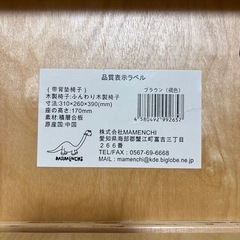 品質表示ラベル
(帯背垫椅子)
木製椅子:ふんわり木製椅子
寸法:310*260*390(mm)
座の高さ:170mm
素材:積層合板
原産国:中国
ブラウン(褐色)
4580492992657
MAMENCHI
株式会社MAMENCHI
愛知県海部郡蟹江町富吉三丁目
266番
TEL/FAX : 0567-69-6668
MAIL : mamenchi@kde.biglobe.ne.jp